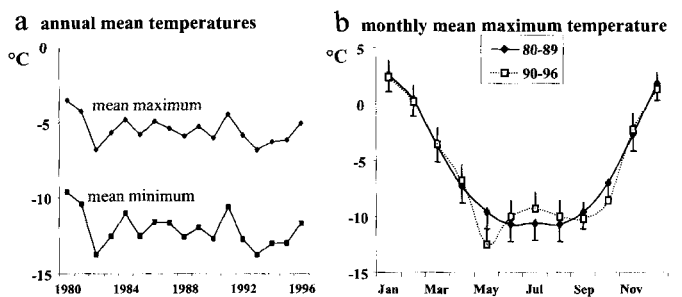 a annual mean temperatures
°C
0
-5
-10
-15
mean maximum
mean minimum
1980 1984 1988 1992 1996
b monthly mean maximum temperature
°C
5
0
-5
-10
-15
80-89
90-96
Jan Mar May Jul Sep Nov